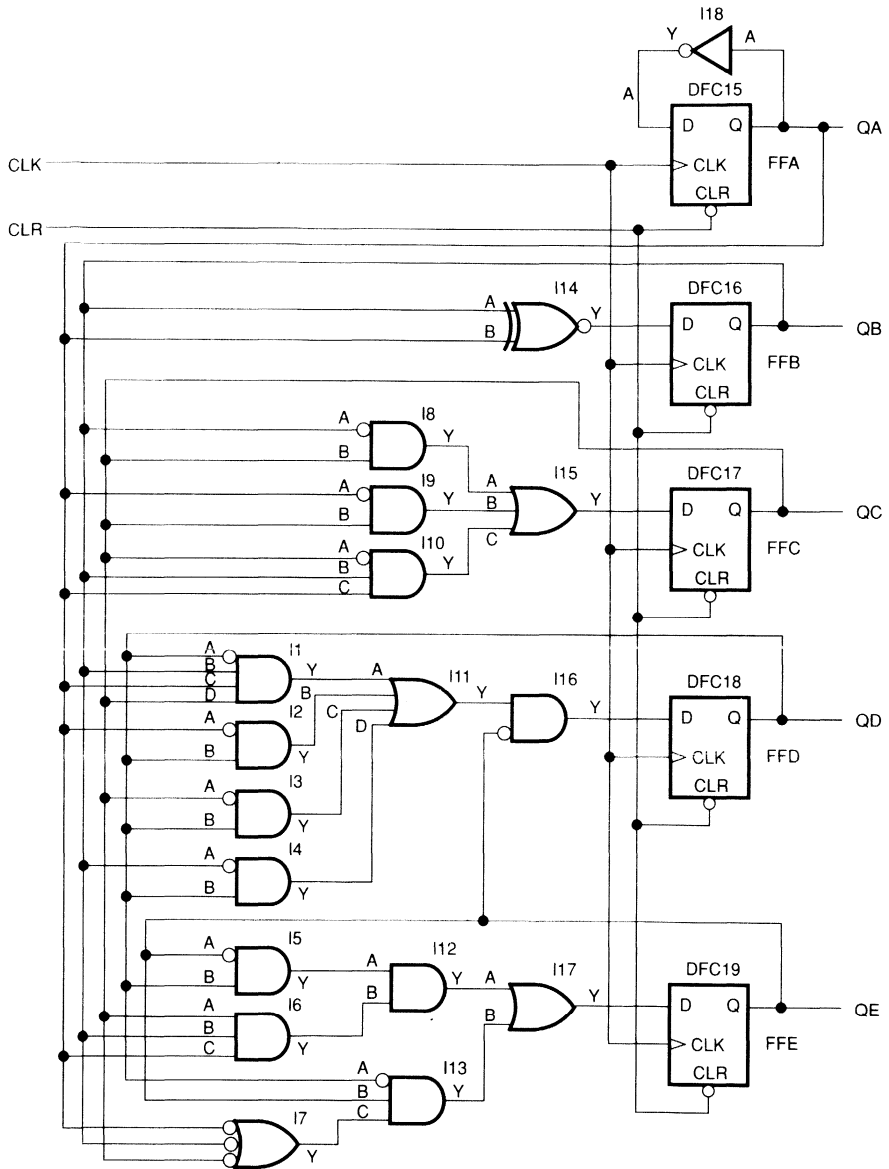 I18
Y A
A
DFC15
D Q
QA
CLK
CLK
FFA
CLR
CLR
I14
DFC16
A
Y
B
D Q
QB
CLK
FFB
CLR
I8
A
Y
B
I9
A
Y
B
I10
A
B
Y
C
I15
A
B
Y
C
DFC17
D Q
QC
CLK
FFC
CLR
I1
A
B
C
D
Y
I2
A
B
Y
I3
A
B
Y
I4
A
B
Y
I11
A
B
C
D
Y
I16
Y
DFC18
D Q
QD
CLK
FFD
CLR
I5
A
B
Y
I6
A
B
C
Y
I12
A
B
Y
I17
A
B
Y
I13
A
B
C
Y
I7
Y
DFC19
D Q
QE
CLK
FFE
CLR